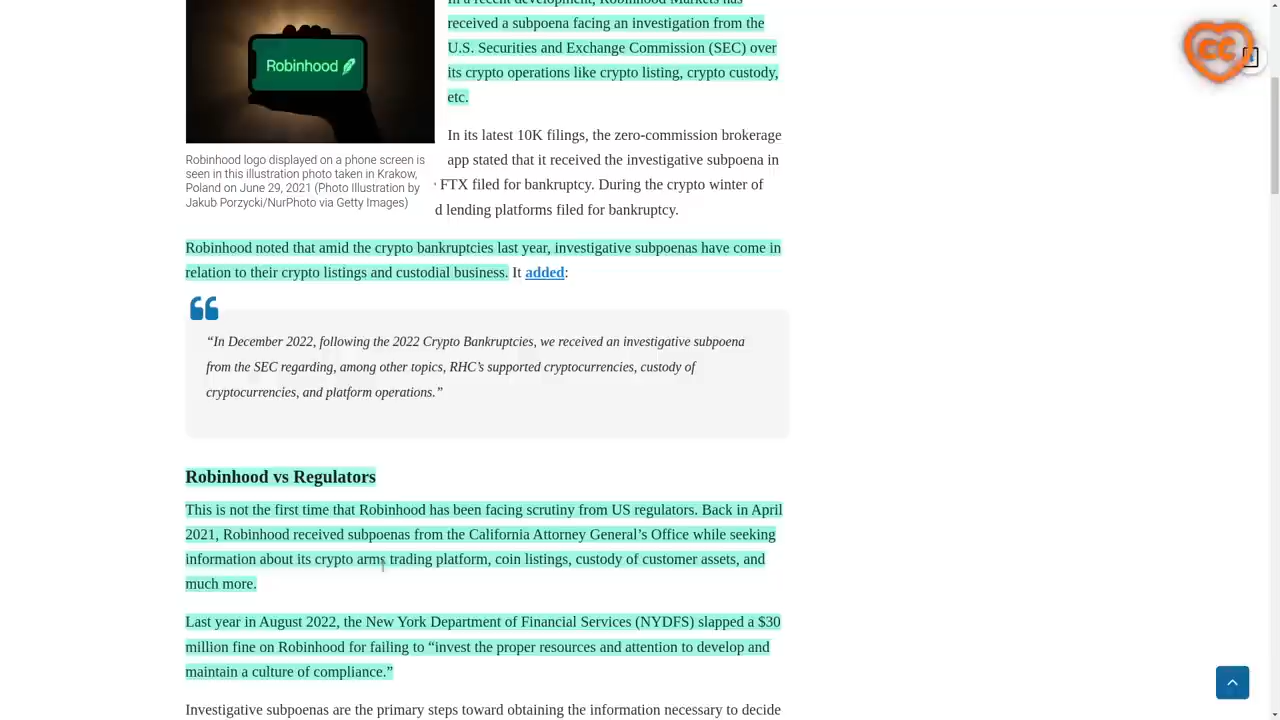 In a recent development, Robinhood Markets has
received a subpoena facing an investigation from the
U.S. Securities and Exchange Commission (SEC) over
its crypto operations like crypto listing, crypto custody,
etc.
Robinhood
Robinhood logo displayed on a phone screen is
seen in this illustration photo taken in Krakow,
Poland on June 29, 2021 (Photo Illustration by
Jakub Porzycki/NurPhoto via Getty Images)
In its latest 10K filings, the zero-commission brokerage
app stated that it received the investigative subpoena in
FTX filed for bankruptcy. During the crypto winter of
d lending platforms filed for bankruptcy.
Robinhood noted that amid the crypto bankruptcies last year, investigative subpoenas have come in
relation to their crypto listings and custodial business. It added:
“In December 2022, following the 2022 Crypto Bankruptcies, we received an investigative subpoena
from the SEC regarding, among other topics, RHC’s supported cryptocurrencies, custody of
cryptocurrencies, and platform operations.”
Robinhood vs Regulators
This is not the first time that Robinhood has been facing scrutiny from US regulators. Back in April
2021, Robinhood received subpoenas from the California Attorney General’s Office while seeking
information about its crypto arms trading platform, coin listings, custody of customer assets, and
much more.
Last year in August 2022, the New York Department of Financial Services (NYDFS) slapped a $30
million fine on Robinhood for failing to “invest the proper resources and attention to develop and
maintain a culture of compliance.”
Investigative subpoenas are the primary steps toward obtaining the information necessary to decide
CC